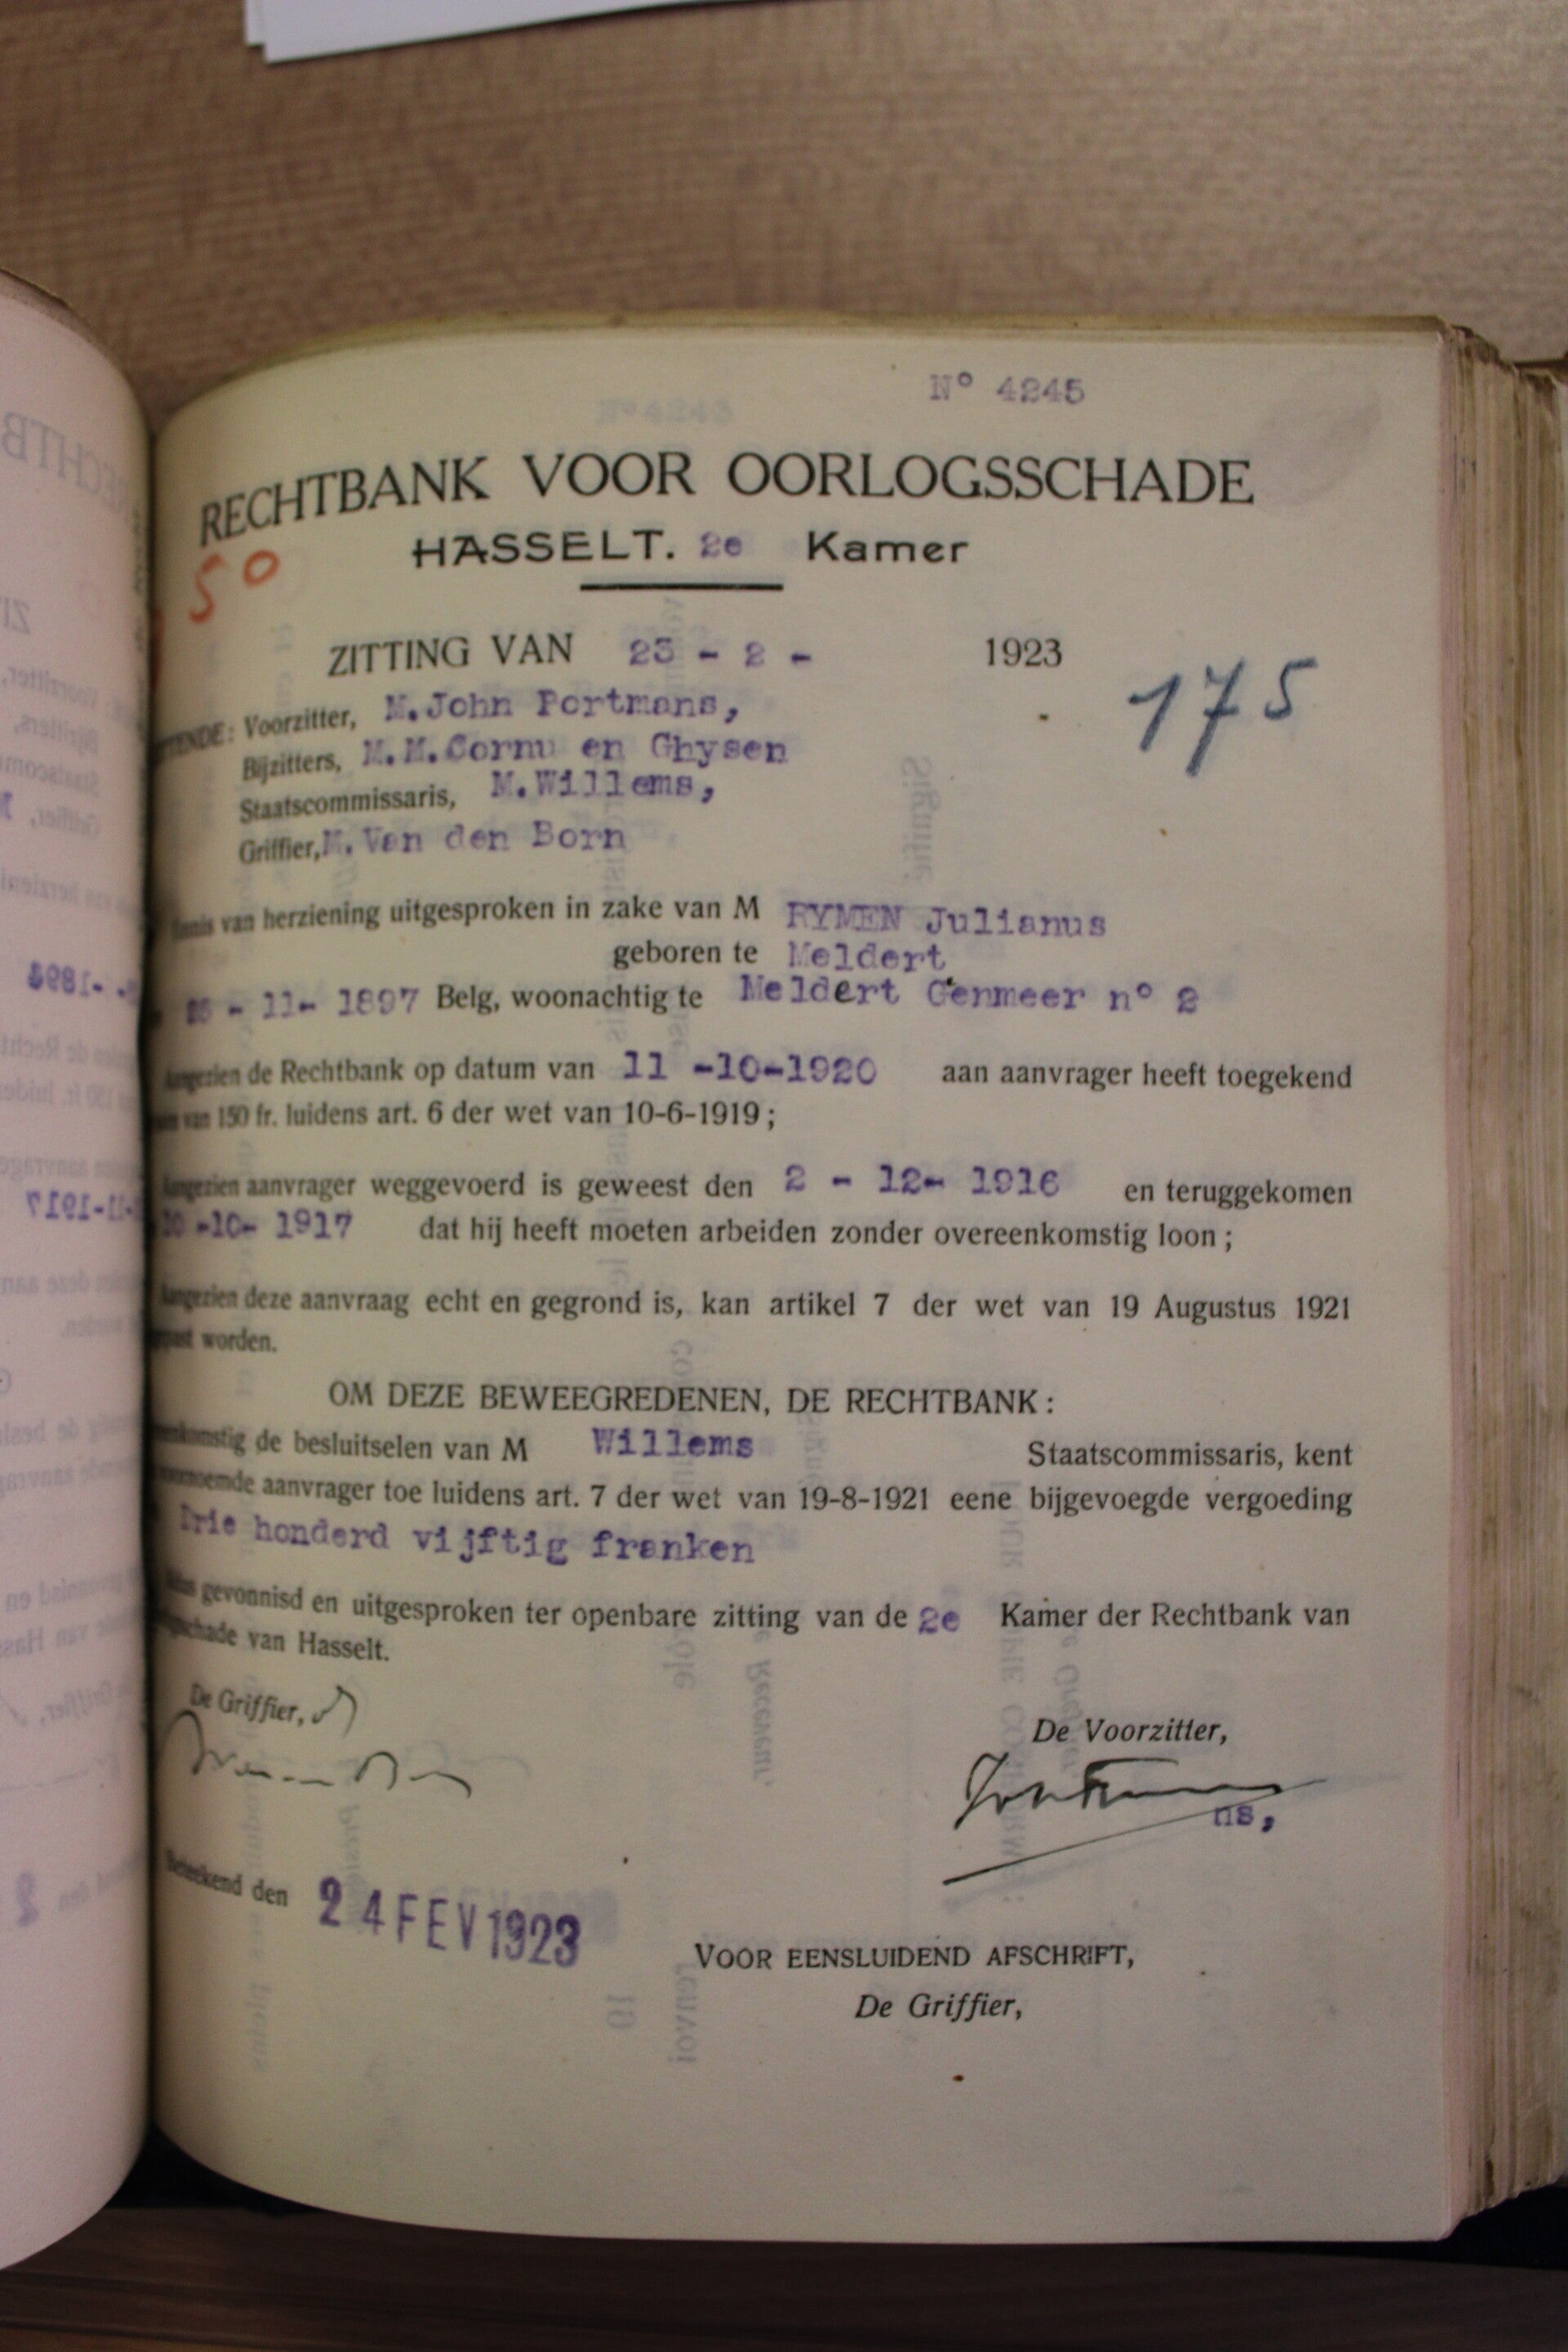 Nº 4245
RECHTBANK VOOR OORLOGSSCHADE
HASSELT. 2e Kamer
50
ZITTING VAN 23 - 2 - 1923
175
Voorzitter, M. John Portmans,
Bijzitters, M.M. Cornu en Ghysen
Staatscommissaris, M. Willems,
Griffier, M. Van den Born
van herziening uitgesproken in zake van M RYMEN Julianus
geboren te Meldert
- 11- 1897 Belg, woonachtig te Meldert Genmeer nº 2
de Rechtbank op datum van 11 -10-1920 aan aanvrager heeft toegekend
van 150 fr. luidens art. 6 der wet van 10-6-1919 ;
aanvrager weggevoerd is geweest den 2 - 12- 1916 en teruggekomen
-10- 1917 dat hij heeft moeten arbeiden zonder overeenkomstig loon ;
deze aanvraag echt en gegrond is, kan artikel 7 der wet van 19 Augustus 1921
worden.
OM DEZE BEWEEGREDENEN, DE RECHTBANK :
de besluitselen van M Willems Staatscommissaris, kent
aanvrager toe luidens art. 7 der wet van 19-8-1921 eene bijgevoegde vergoeding
Drie honderd vijftig franken
gevonnisd en uitgesproken ter openbare zitting van de 2e Kamer der Rechtbank van
van Hasselt.
De Griffier,
De Voorzitter,
ns,
den 24 FEV 1923
VOOR EENSLUIDEND AFSCHRIFT,
De Griffier,